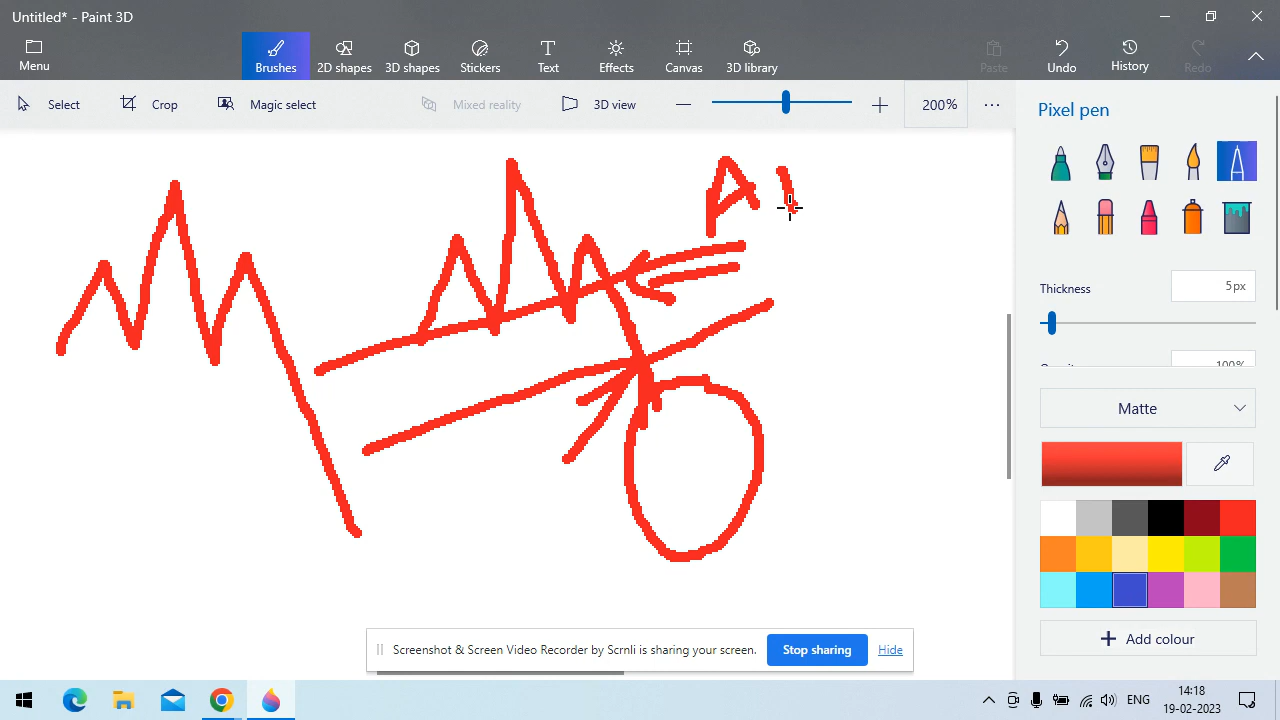 Untitled* - Paint 3D
Menu
Brushes 2D shapes 3D shapes Stickers Text Effects Canvas 3D library Paste Undo History Redo
Select Crop Magic select Mixed reality 3D view 200% ...
Pixel pen
Thickness 5px
Opacity 100%
Matte
Add colour
A
Screenshot & Screen Video Recorder by Scrnli is sharing your screen. Stop sharing Hide
ENG 14:18
19-02-2023